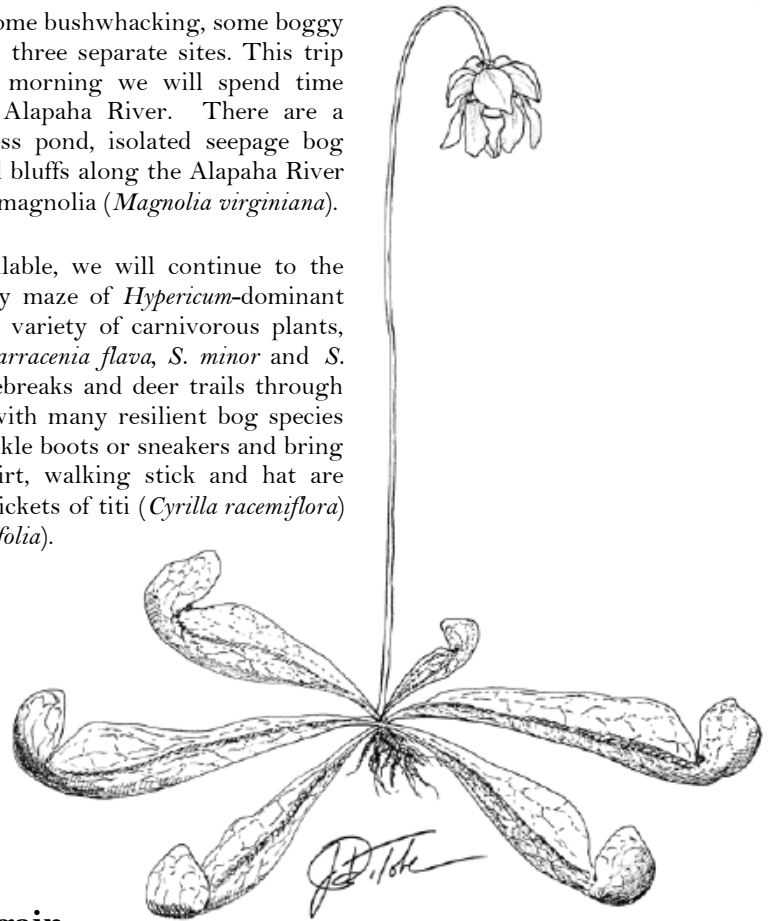 ome bushwhacking, some boggy
three separate sites. This trip
morning we will spend time
Alapaha River. There are a
ss pond, isolated seepage bog
bluffs along the Alapaha River
magnolia (Magnolia virginiana).
lable, we will continue to the
y maze of Hypericum-dominant
variety of carnivorous plants,
arracenia flava, S. minor and S.
ebreaks and deer trails through
with many resilient bog species
kle boots or sneakers and bring
irt, walking stick and hat are
ickets of titi (Cyrilla racemiflora)
folia).